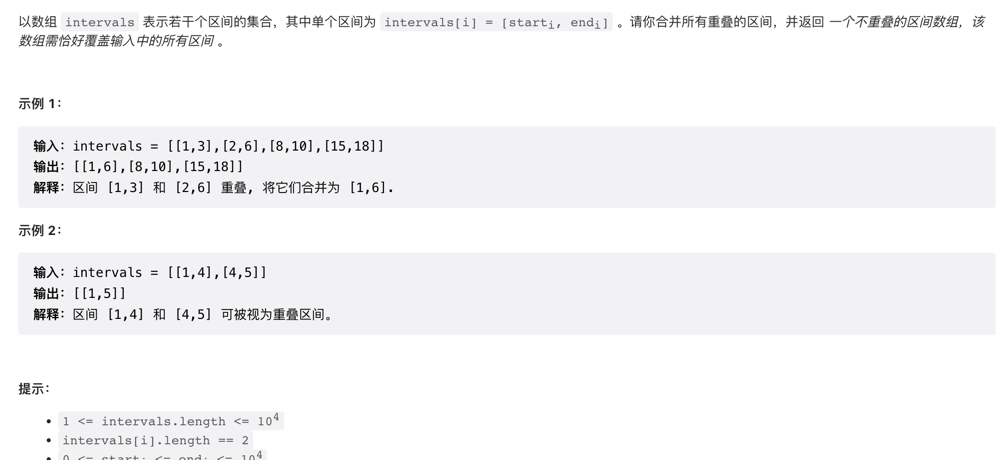 以数组 intervals 表示若干个区间的集合，其中单个区间为 intervals[i] = [starti, endi] 。请你合并所有重叠的区间，并返回 一个不重叠的区间数组，该
数组需恰好覆盖输入中的所有区间 。
示例 1：
输入：intervals = [[1,3],[2,6],[8,10],[15,18]]
输出：[[1,6],[8,10],[15,18]]
解释：区间 [1,3] 和 [2,6] 重叠, 将它们合并为 [1,6].
示例 2：
输入：intervals = [[1,4],[4,5]]
输出：[[1,5]]
解释：区间 [1,4] 和 [4,5] 可被视为重叠区间。
提示：
• 1 <= intervals.length <= 10^4
• intervals[i].length == 2
• 0 <= starti <= endi <= 10^4